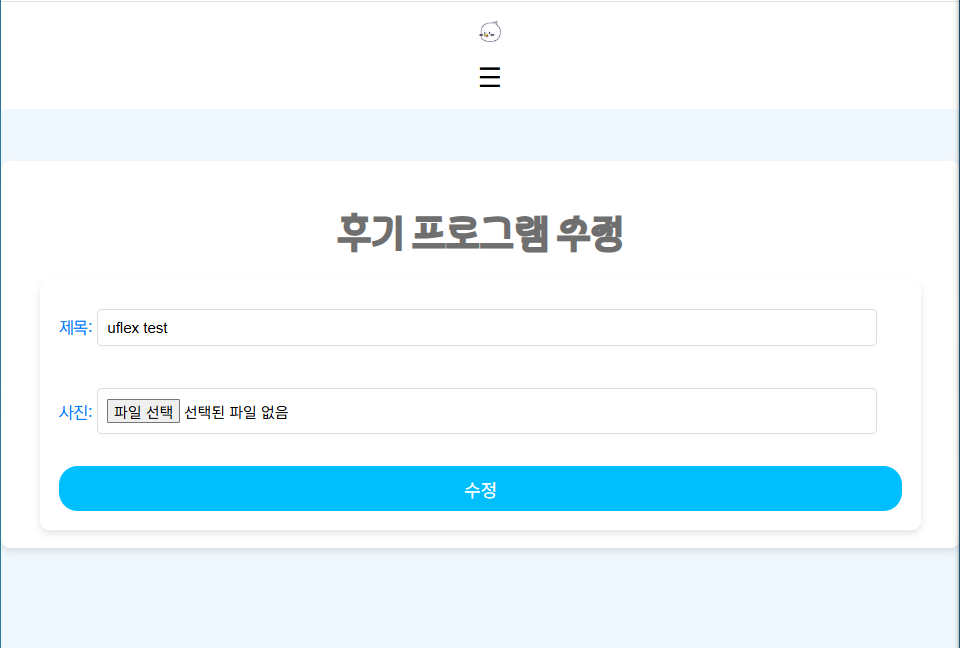 후기 프로그램 수정
제목: uflex test
사진: 파일 선택 선택된 파일 없음
수정